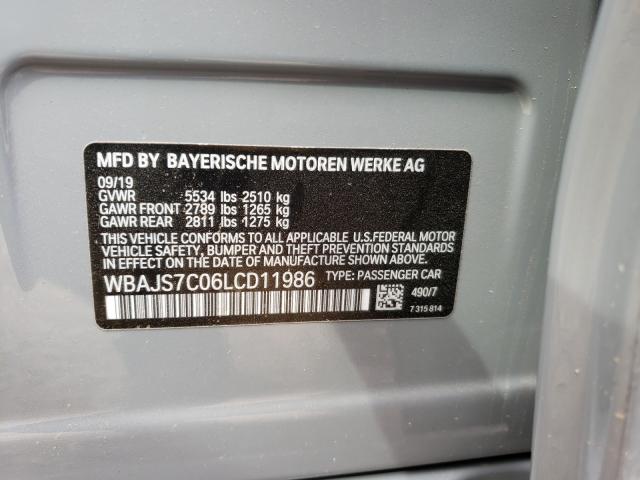 MFD BY BAYERISCHE MOTOREN WERKE AG
09/19
GVWR 5534 lbs 2510 kg
GAWR FRONT 2789 lbs 1265 kg
GAWR REAR 2811 lbs 1275 kg
THIS VEHICLE CONFORMS TO ALL APPLICABLE U.S.FEDERAL MOTOR
VEHICLE SAFETY, BUMPER AND THEFT PREVENTION STANDARDS
IN EFFECT ON THE DATE OF MANUFACTURE SHOWN ABOVE.
WBAJS7C06LCD11986 TYPE: PASSENGER CAR
490/7
7 315 814